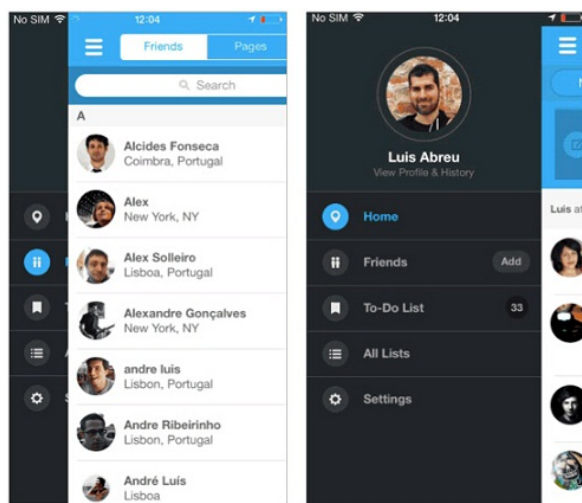 No SIM 12:04
Friends Pages
Search
A
Alcides Fonseca
Coimbra, Portugal
Alex
New York, NY
Alex Solleiro
Lisboa, Portugal
Alexandre Gonçalves
New York, NY
andre luis
Lisbon, Portugal
Andre Ribeirinho
Lisbon, Portugal
André Luís
Lisboa
No SIM 12:04
Luis Abreu
View Profile & History
Home
Friends Add
To-Do List 33
All Lists
Settings
Luis